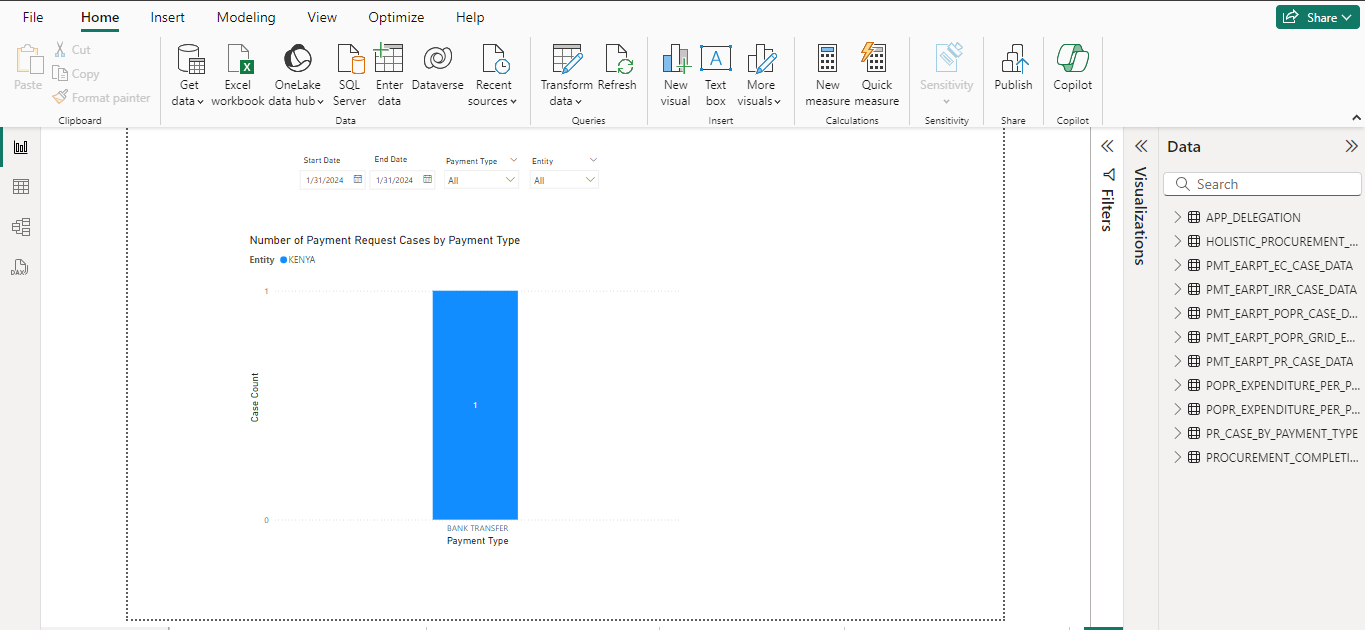 File Home Insert Modeling View Optimize Help Share
Paste
Cut
Copy
Format painter
Clipboard
Get data
Excel workbook
OneLake data hub
SQL Server
Enter data
Dataverse
Recent sources
Data
Transform data
Refresh
Queries
New visual
Text box
More visuals
Insert
New measure
Quick measure
Calculations
Sensitivity
Sensitivity
Publish
Share
Copilot
Copilot
Start Date End Date Payment Type Entity
1/31/2024 1/31/2024 All All
Number of Payment Request Cases by Payment Type
Entity KENYA
1
Case Count
1
0
BANK TRANSFER
Payment Type
Filters
Visualizations
Data
Search
APP_DELEGATION
HOLISTIC_PROCUREMENT_...
PMT_EARPT_EC_CASE_DATA
PMT_EARPT_IRR_CASE_DATA
PMT_EARPT_POPR_CASE_D...
PMT_EARPT_POPR_GRID_E...
PMT_EARPT_PR_CASE_DATA
POPR_EXPENDITURE_PER_P...
POPR_EXPENDITURE_PER_P...
PR_CASE_BY_PAYMENT_TYPE
PROCUREMENT_COMPLETI...